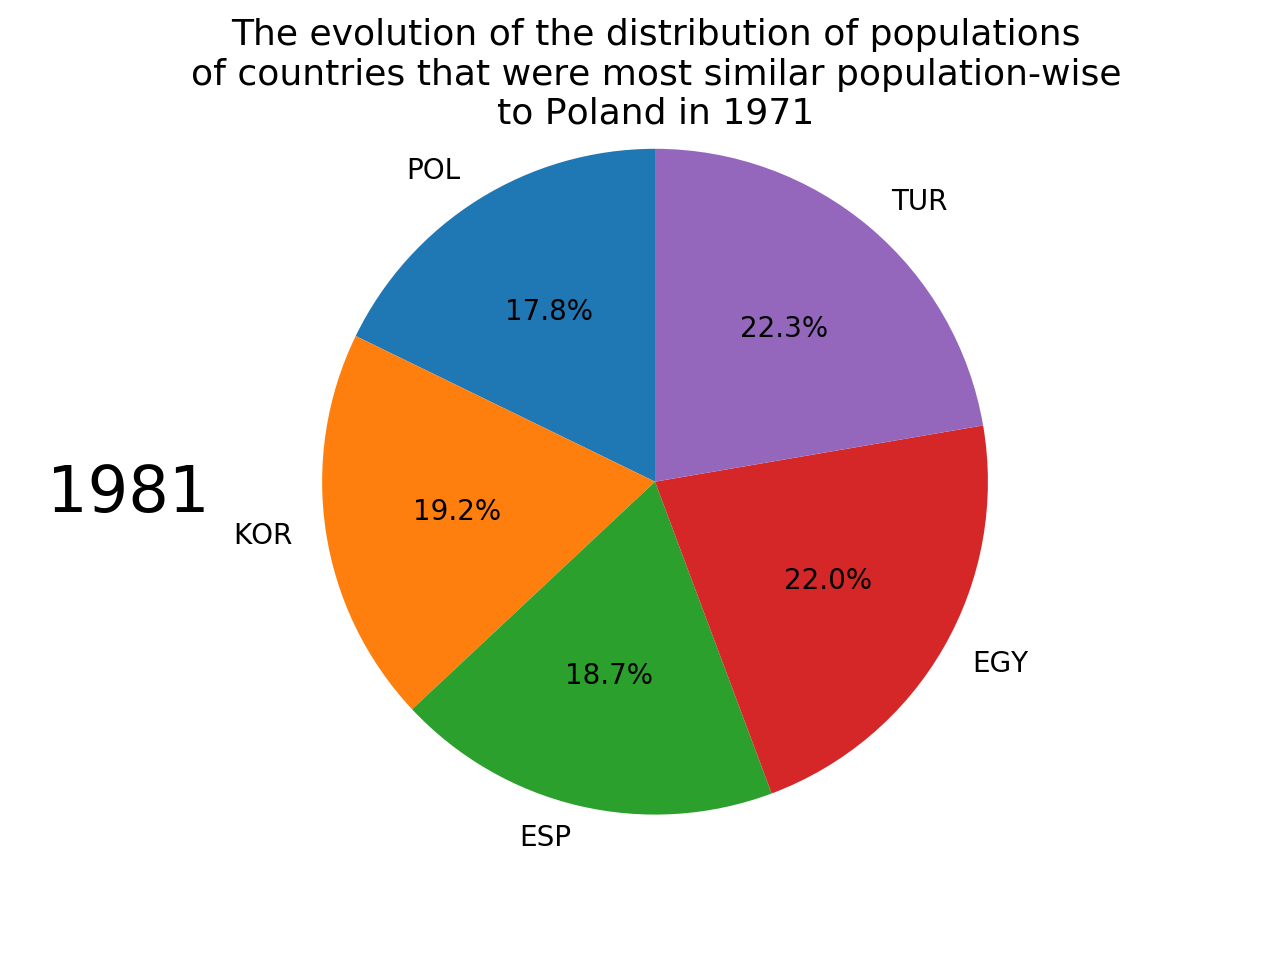 The evolution of the distribution of populations
of countries that were most similar population-wise
to Poland in 1971
POL
TUR
17.8%
22.3%
1981
KOR
19.2%
22.0%
EGY
18.7%
ESP